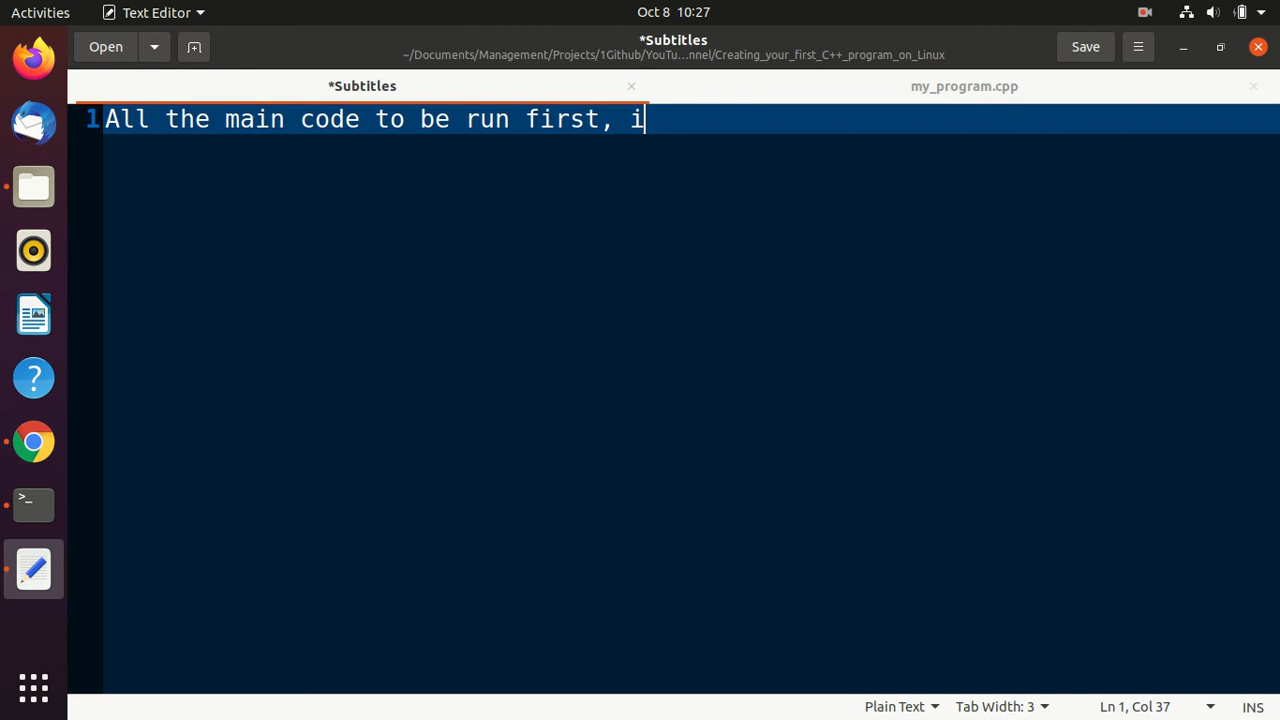 Activities Text Editor Oct 8 10:27
Open *Subtitles Save
~/Documents/Management/Projects/1Github/YouTu...nnel/Creating_your_first_C++_program_on_Linux
*Subtitles my_program.cpp
1 All the main code to be run first, i
Plain Text Tab Width: 3 Ln 1, Col 37 INS